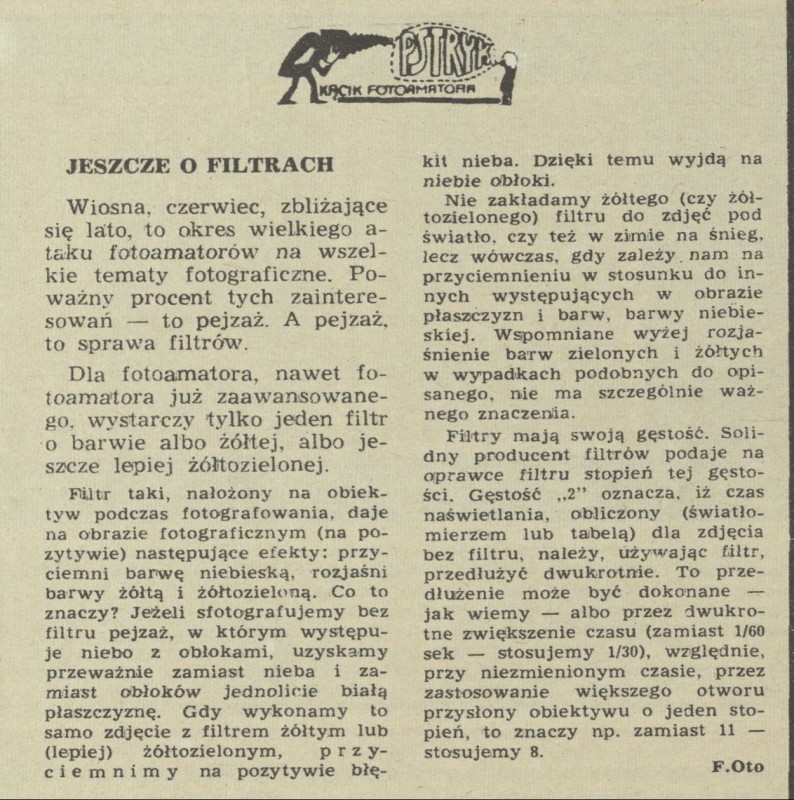 PSTRYK
KĄCIK FOTOAMATORA
JESZCZE O FILTRACH
Wiosna, czerwiec, zbliżające
się lato, to okres wielkiego a-
taku fotoamatorów na wszel-
kie tematy fotograficzne. Po-
ważny procent tych zaintere-
sowań — to pejzaż. A pejzaż,
to sprawa filtrów.
Dla fotoamatora, nawet fo-
toamatora już zaawansowane-
go, wystarczy tylko jeden filtr
o barwie albo żółtej, albo je-
szcze lepiej żółtozielonej.
Filtr taki, nałożony na obiek-
tyw podczas fotografowania, daje
na obrazie fotograficznym (na po-
zytywie) następujące efekty: przy-
ciemni barwę niebieską, rozjaśni
barwy żółtą i żółtozieloną. Co to
znaczy? Jeżeli sfotografujemy bez
filtru pejzaż, w którym występu-
je niebo z obłokami, uzyskamy
przeważnie zamiast nieba i za-
miast obłoków jednolicie białą
płaszczyznę. Gdy wykonamy to
samo zdjęcie z filtrem żółtym lub
(lepiej) żółtozielonym, przy-
ciemnimy na pozytywie błę-
kit nieba. Dzięki temu wyjdą na
niebie obłoki.
Nie zakładamy żółtego (czy żół-
tozielonego) filtru do zdjęć pod
światło, czy też w zimie na śnieg,
lecz wówczas, gdy zależy nam na
przyciemnieniu w stosunku do in-
nych występujących w obrazie
płaszczyzn i barw, barwy niebie-
skiej. Wspomniane wyżej rozja-
śnienie barw zielonych i żółtych
w wypadkach podobnych do opi-
sanego, nie ma szczególnie waż-
nego znaczenia.
Filtry mają swoją gęstość. Soli-
dny producent filtrów podaje na
oprawce filtru stopień tej gęsto-
ści. Gęstość „2" oznacza, iż czas
naświetlania, obliczony (światło-
mierzem lub tabelą) dla zdjęcia
bez filtru, należy, używając filtr,
przedłużyć dwukrotnie. To prze-
dłużenie może być dokonane —
jak wiemy — albo przez dwukro-
tne zwiększenie czasu (zamiast 1/60
sek — stosujemy 1/30), względnie,
przy niezmienionym czasie, przez
zastosowanie większego otworu
przysłony obiektywu o jeden sto-
pień, to znaczy np. zamiast 11 —
stosujemy 8.
F.Oto